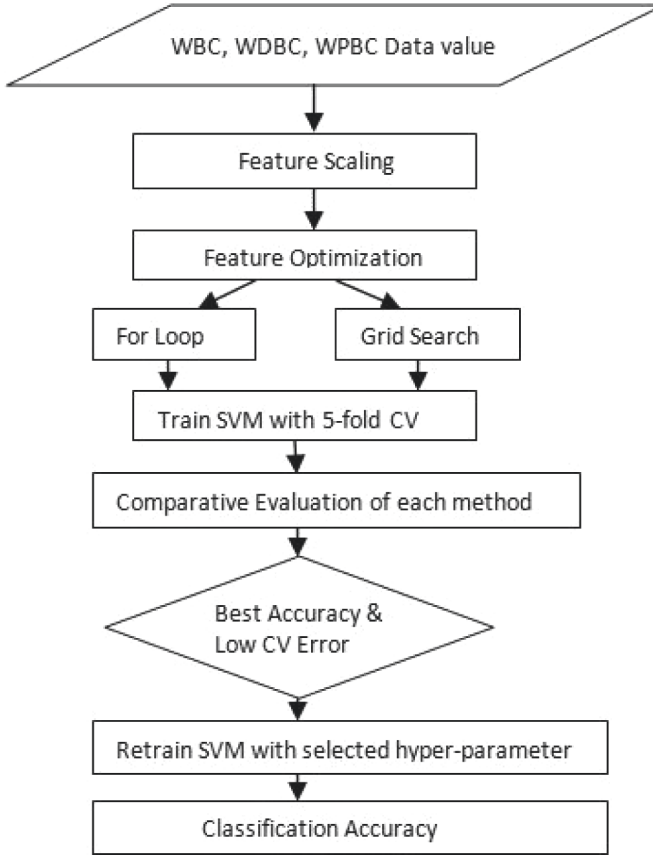 WBC, WDBC, WPBC Data value
Feature Scaling
Feature Optimization
For Loop
Grid Search
Train SVM with 5-fold CV
Comparative Evaluation of each method
Best Accuracy &
Low CV Error
Retrain SVM with selected hyper-parameter
Classification Accuracy